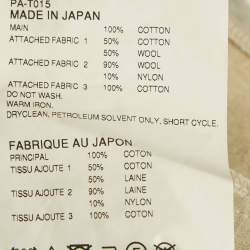 PA-T015
MADE IN JAPAN
MAIN 100% COTTON
ATTACHED FABRIC 1 50% COTTON
50% WOOL
ATTACHED FABRIC 2 90% WOOL
10% NYLON
ATTACHED FABRIC 3 100% COTTON
DO NOT WASH.
WARM IRON.
DRYCLEAN, PETROLEUM SOLVENT ONLY, SHORT CYCLE.
FABRIQUE AU JAPON
PRINCIPAL 100% COTON
TISSU AJOUTE 1 50% COTON
50% LAINE
TISSU AJOUTE 2 90% LAINE
10% NYLON
TISSU AJOUTE 3 100% COTON